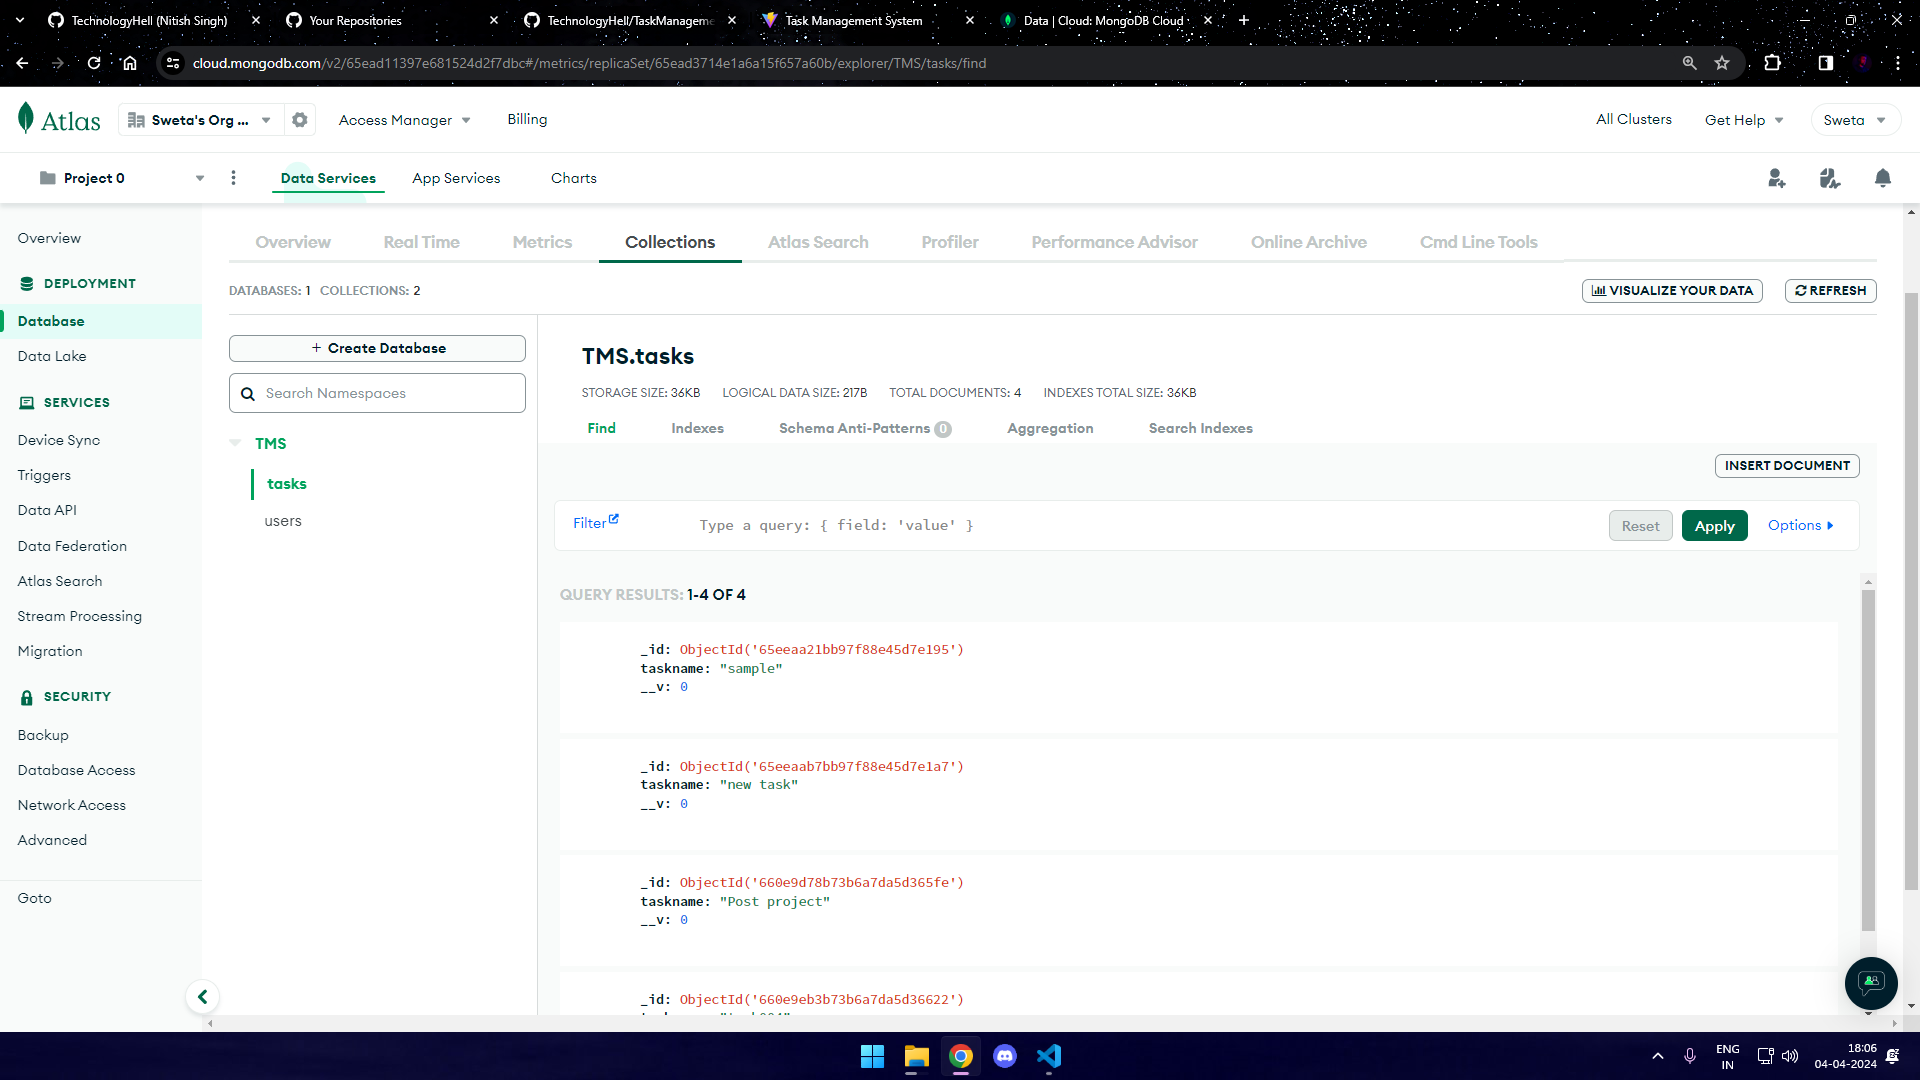 TechnologyHell (Nitish Singh)
Your Repositories
TechnologyHell/TaskManageme
Task Management System
Data | Cloud: MongoDB Cloud
cloud.mongodb.com/v2/65ead11397e681524d2f7dbc#/metrics/replicaSet/65ead3714e1a6a15f657a60b/explorer/TMS/tasks/find
Atlas
Sweta's Org ...
Access Manager
Billing
All Clusters
Get Help
Sweta
Project 0
Data Services
App Services
Charts
Overview
DEPLOYMENT
Database
Data Lake
SERVICES
Device Sync
Triggers
Data API
Data Federation
Atlas Search
Stream Processing
Migration
SECURITY
Backup
Database Access
Network Access
Advanced
Goto
Overview
Real Time
Metrics
Collections
Atlas Search
Profiler
Performance Advisor
Online Archive
Cmd Line Tools
DATABASES: 1 COLLECTIONS: 2
VISUALIZE YOUR DATA
REFRESH
+ Create Database
Search Namespaces
TMS
tasks
users
TMS.tasks
STORAGE SIZE: 36KB LOGICAL DATA SIZE: 217B TOTAL DOCUMENTS: 4 INDEXES TOTAL SIZE: 36KB
Find
Indexes
Schema Anti-Patterns 0
Aggregation
Search Indexes
INSERT DOCUMENT
Filter
Type a query: { field: 'value' }
Reset
Apply
Options
QUERY RESULTS: 1-4 OF 4
_id: ObjectId('65eeaa21bb97f88e45d7e195')
taskname: "sample"
__v: 0
_id: ObjectId('65eeaab7bb97f88e45d7e1a7')
taskname: "new task"
__v: 0
_id: ObjectId('660e9d78b73b6a7da5d365fe')
taskname: "Post project"
__v: 0
_id: ObjectId('660e9eb3b73b6a7da5d36622')
ENG
IN
18:06
04-04-2024